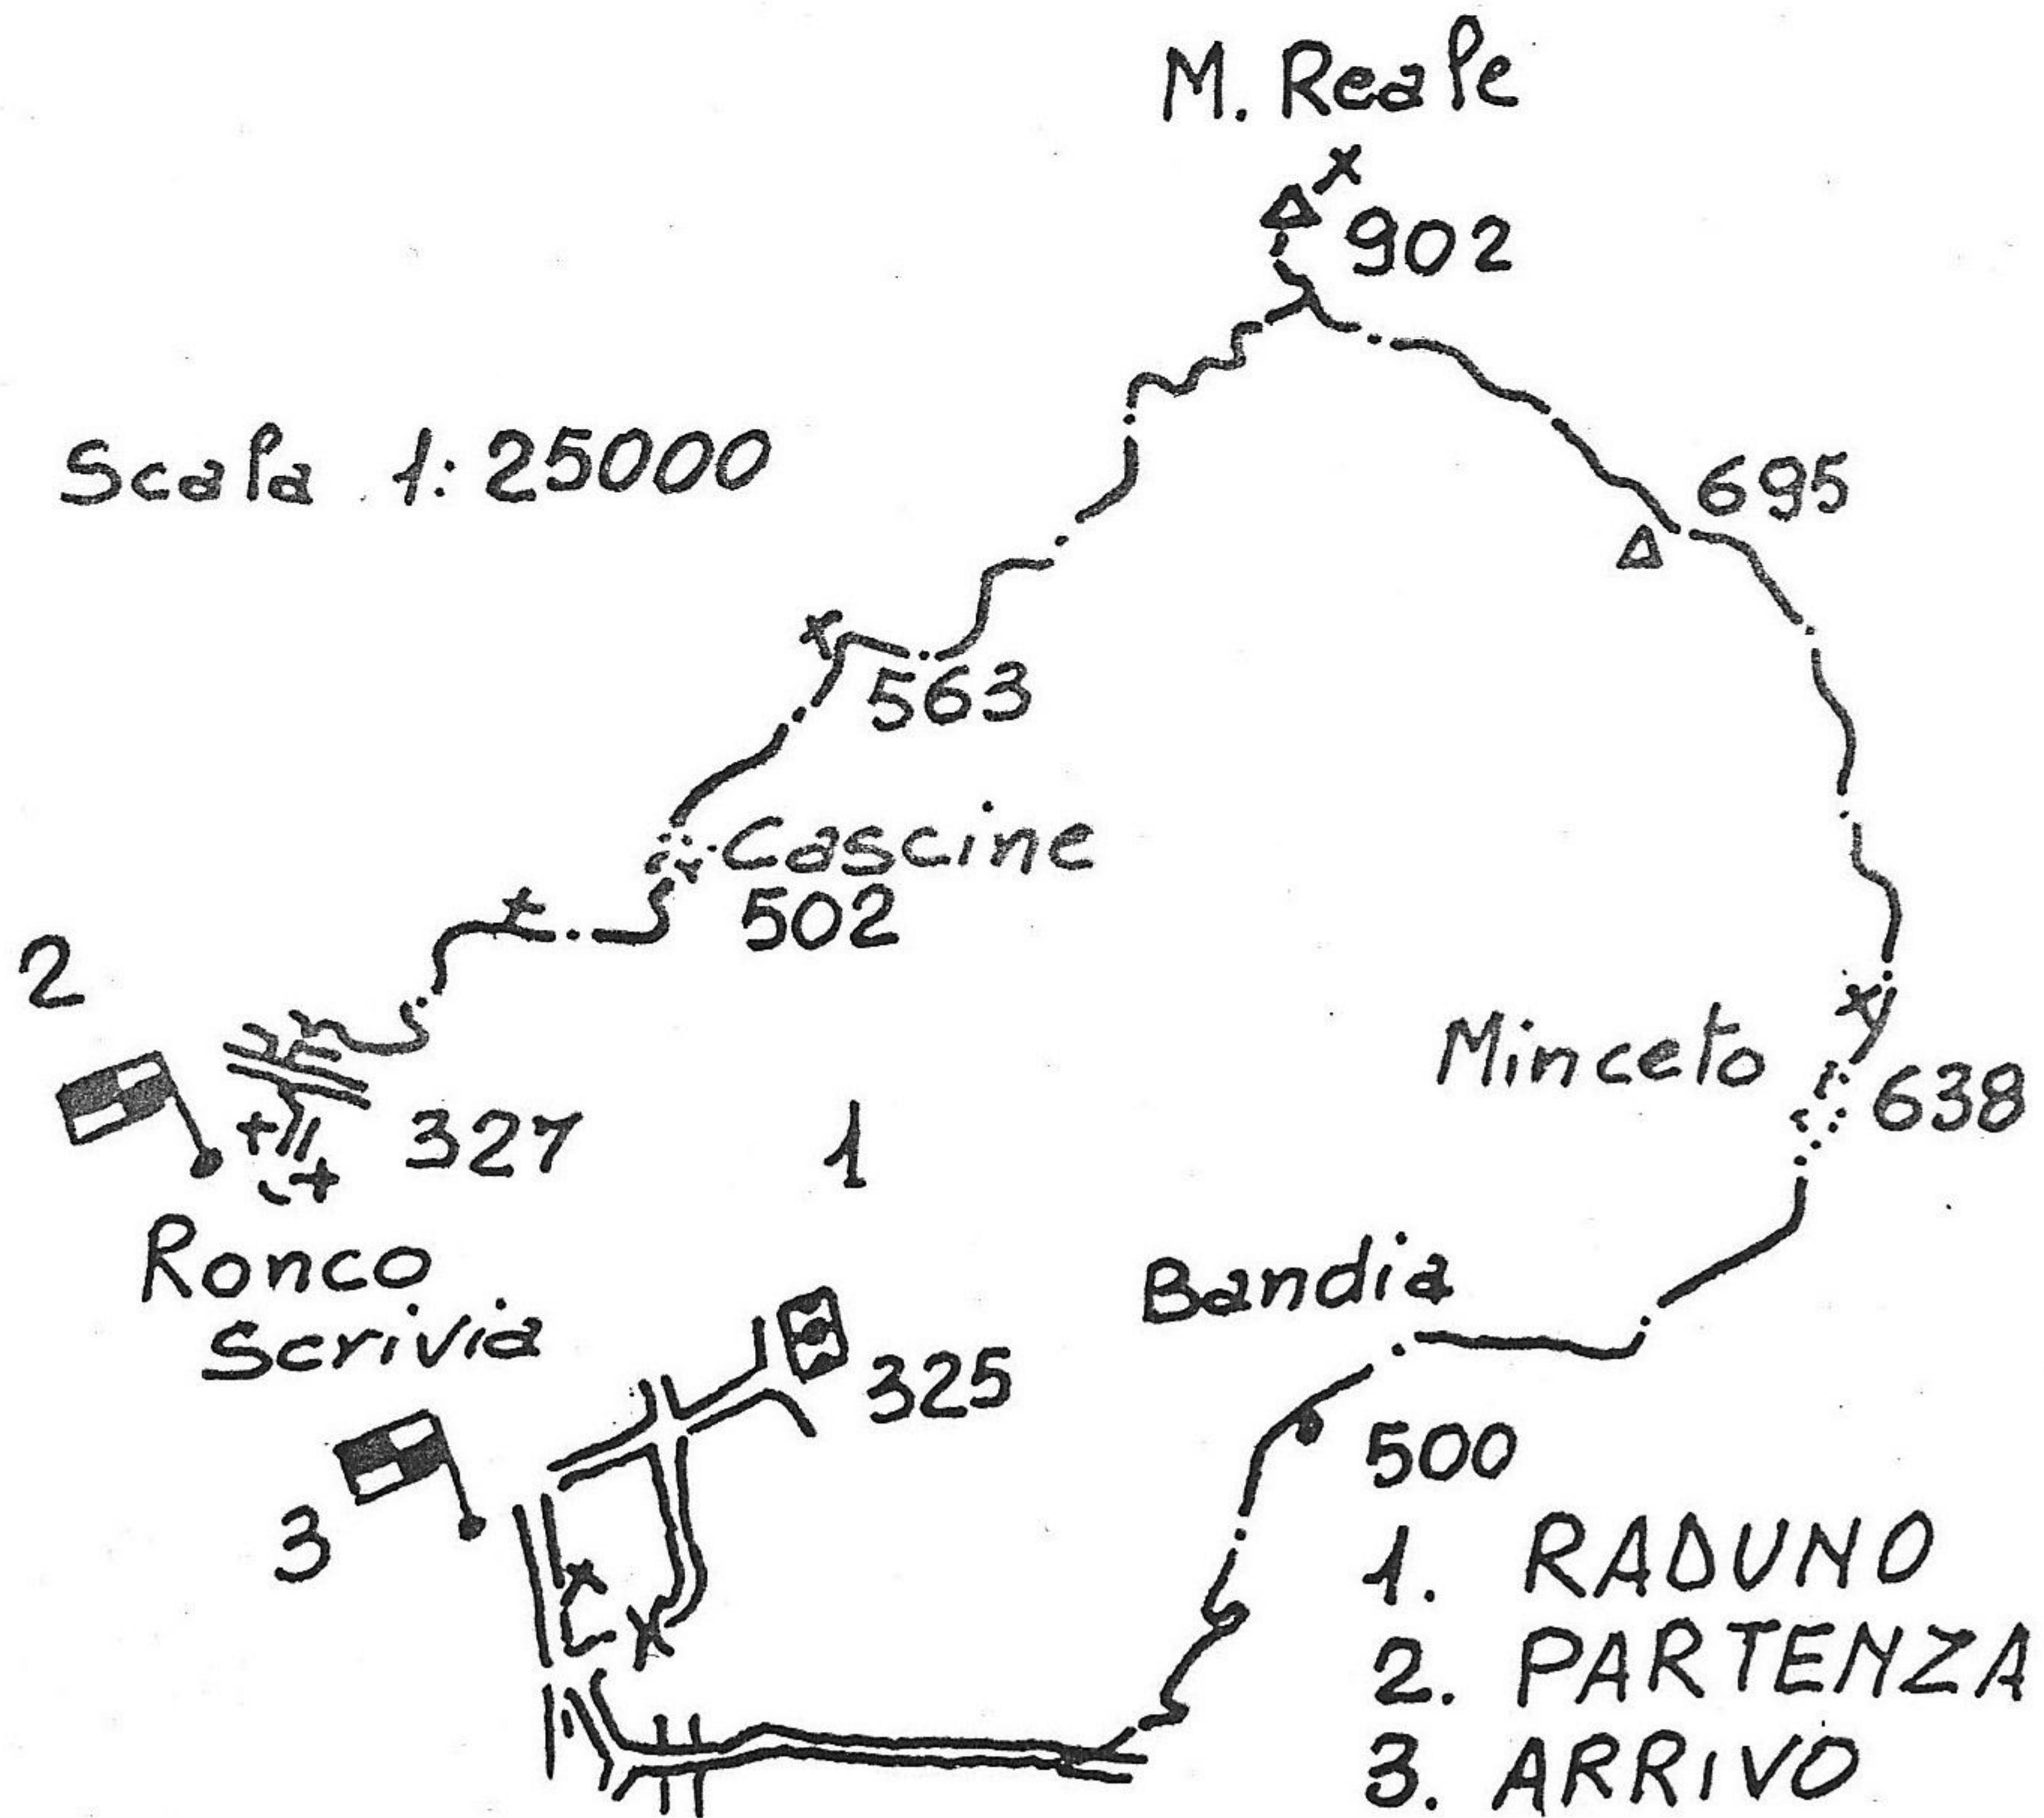 M. Reale
902
Scala 1:25000
695
563
Cascine
502
2
Minceto
638
327
1
Ronco
Scrivia
Bandia
325
500
3
1. RADUNO
2. PARTENZA
3. ARRIVO